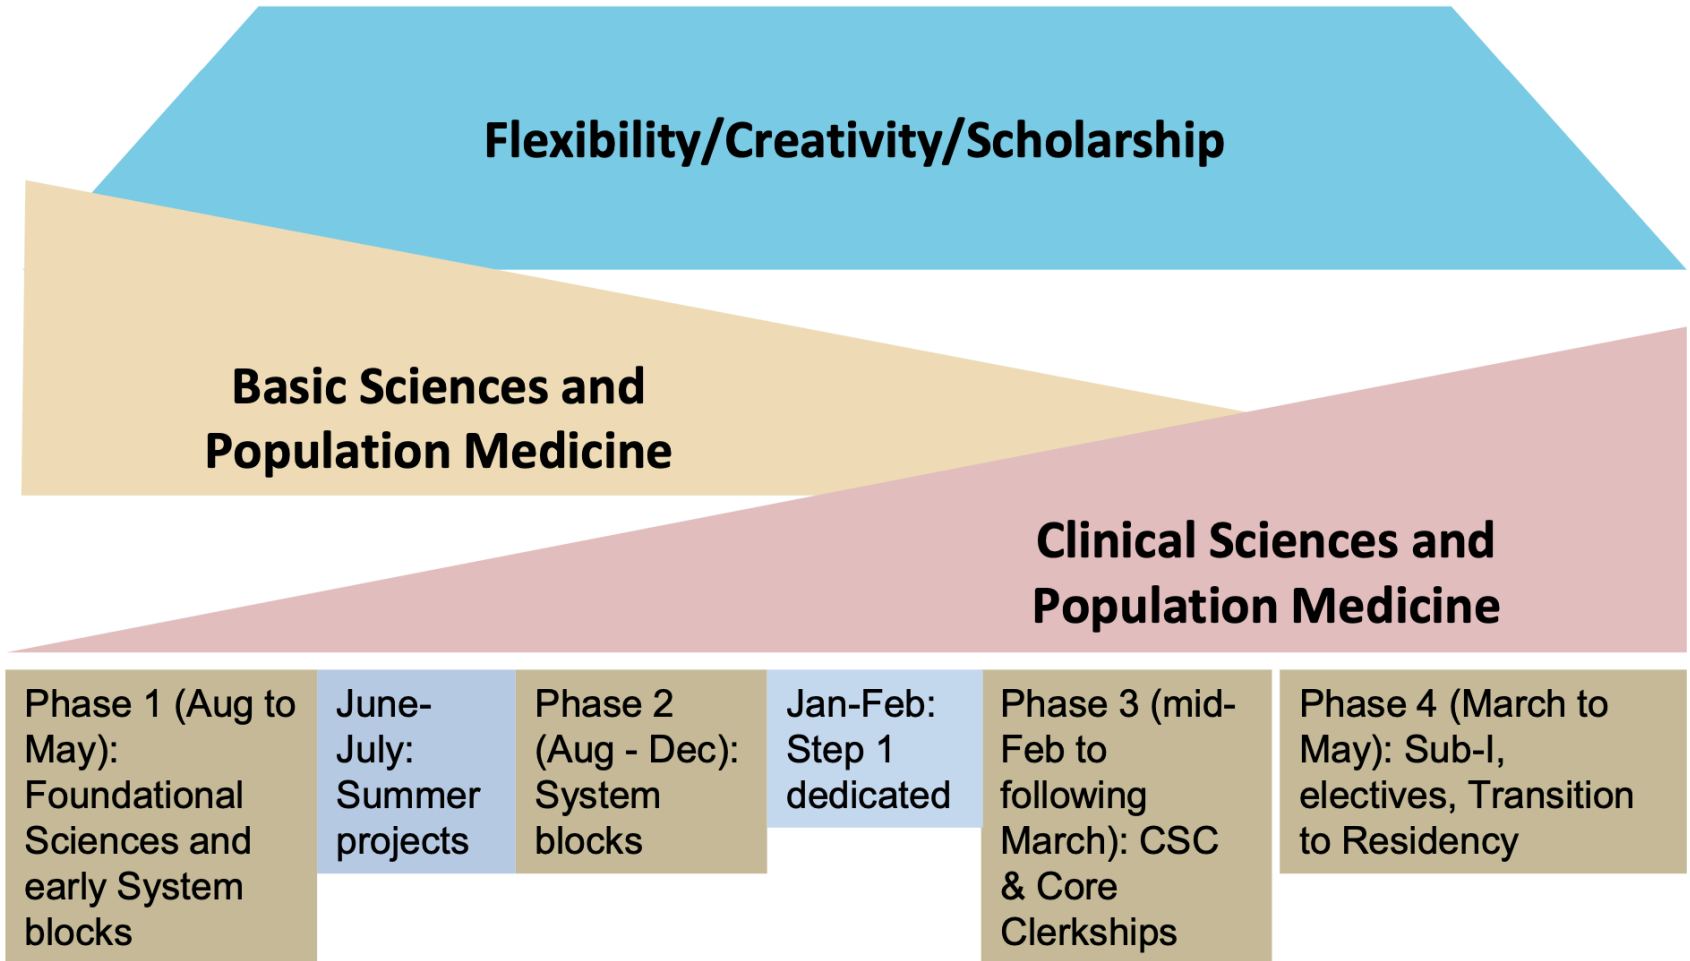 Flexibility/Creativity/Scholarship
Basic Sciences and
Population Medicine
Clinical Sciences and
Population Medicine
Phase 1 (Aug to
May):
Foundational
Sciences and
early System
blocks
June-
July:
Summer
projects
Phase 2
(Aug - Dec):
System
blocks
Jan-Feb:
Step 1
dedicated
Phase 3 (mid-
Feb to
following
March): CSC
& Core
Clerkships
Phase 4 (March to
May): Sub-I,
electives, Transition
to Residency